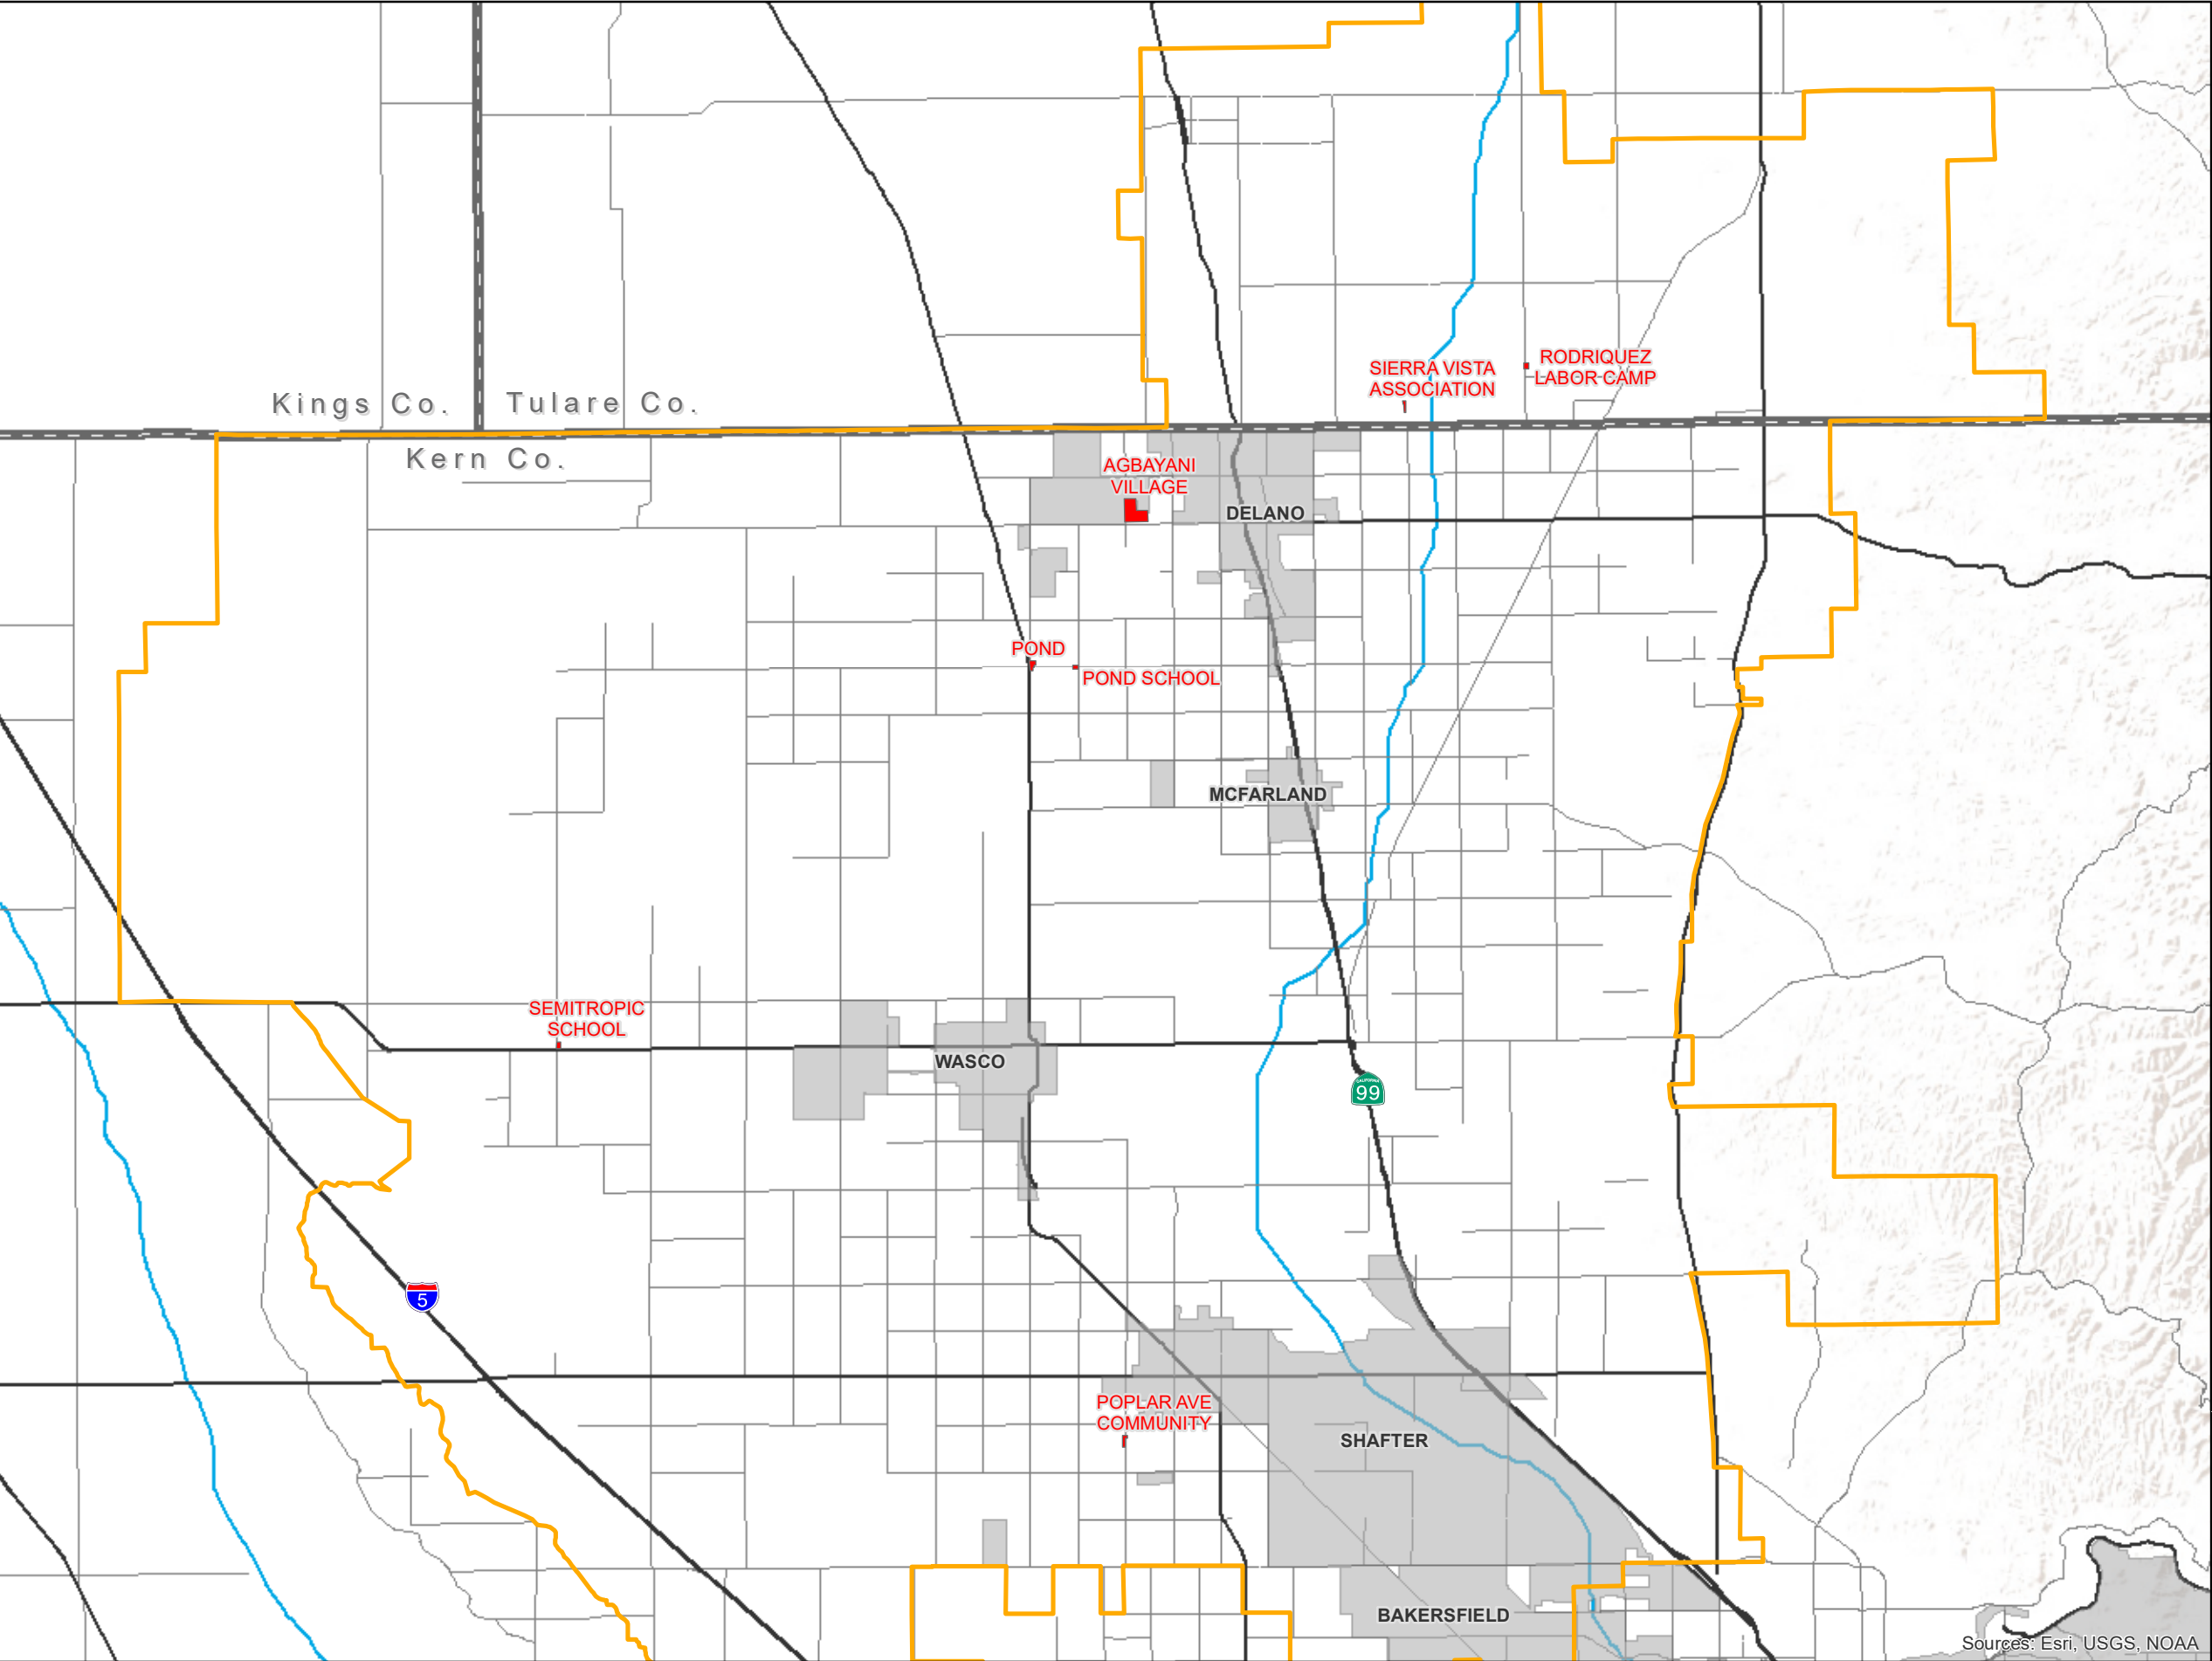 SIERRA VISTA
ASSOCIATION
RODRIQUEZ
LABOR CAMP
Kings Co.
Tulare Co.
Kern Co.
AGBAYANI
VILLAGE
DELANO
POND
POND SCHOOL
MCFARLAND
SEMITROPIC
SCHOOL
WASCO
CALIFORNIA
99
5
POPLAR AVE
COMMUNITY
SHAFTER
BAKERSFIELD
Sources: Esri, USGS, NOAA